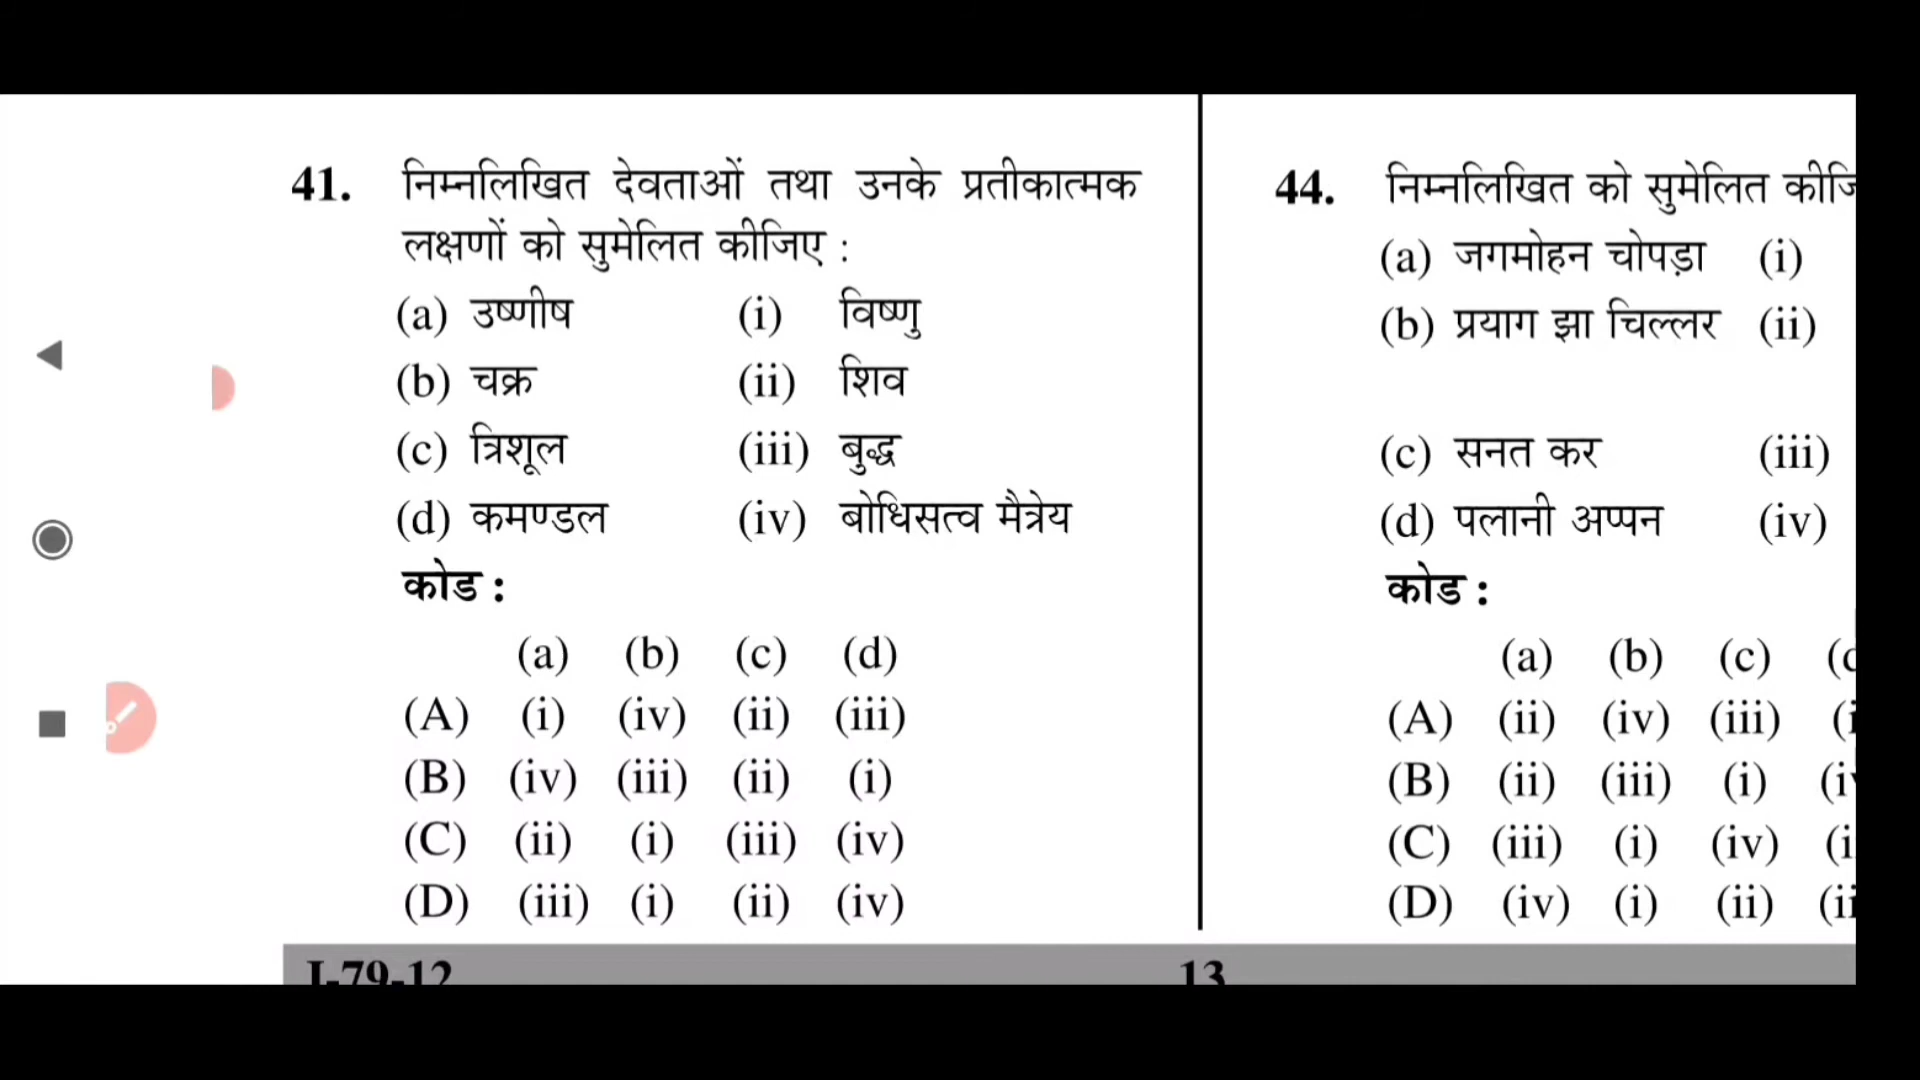 41. निम्नलिखित देवताओं तथा उनके प्रतीकात्मक
लक्षणों को सुमेलित कीजिए :
(a) उष्णीष (i) विष्णु
(b) चक्र (ii) शिव
(c) त्रिशूल (iii) बुद्ध
(d) कमण्डल (iv) बोधिसत्व मैत्रेय
कोड :
(a) (b) (c) (d)
(A) (i) (iv) (ii) (iii)
(B) (iv) (iii) (ii) (i)
(C) (ii) (i) (iii) (iv)
(D) (iii) (i) (ii) (iv)
44. निम्नलिखित को सुमेलित
(a) जगमोहन चोपड़ा (i)
(b) प्रयाग झा चिल्लर (ii)
(c) सनत कर (iii)
(d) पलानी अप्पन (iv)
कोड :
(a) (b) (c)
(A) (ii) (iv) (iii)
(B) (ii) (iii) (i)
(C) (iii) (i) (iv)
(D) (iv) (i) (ii)
I-79-12 13